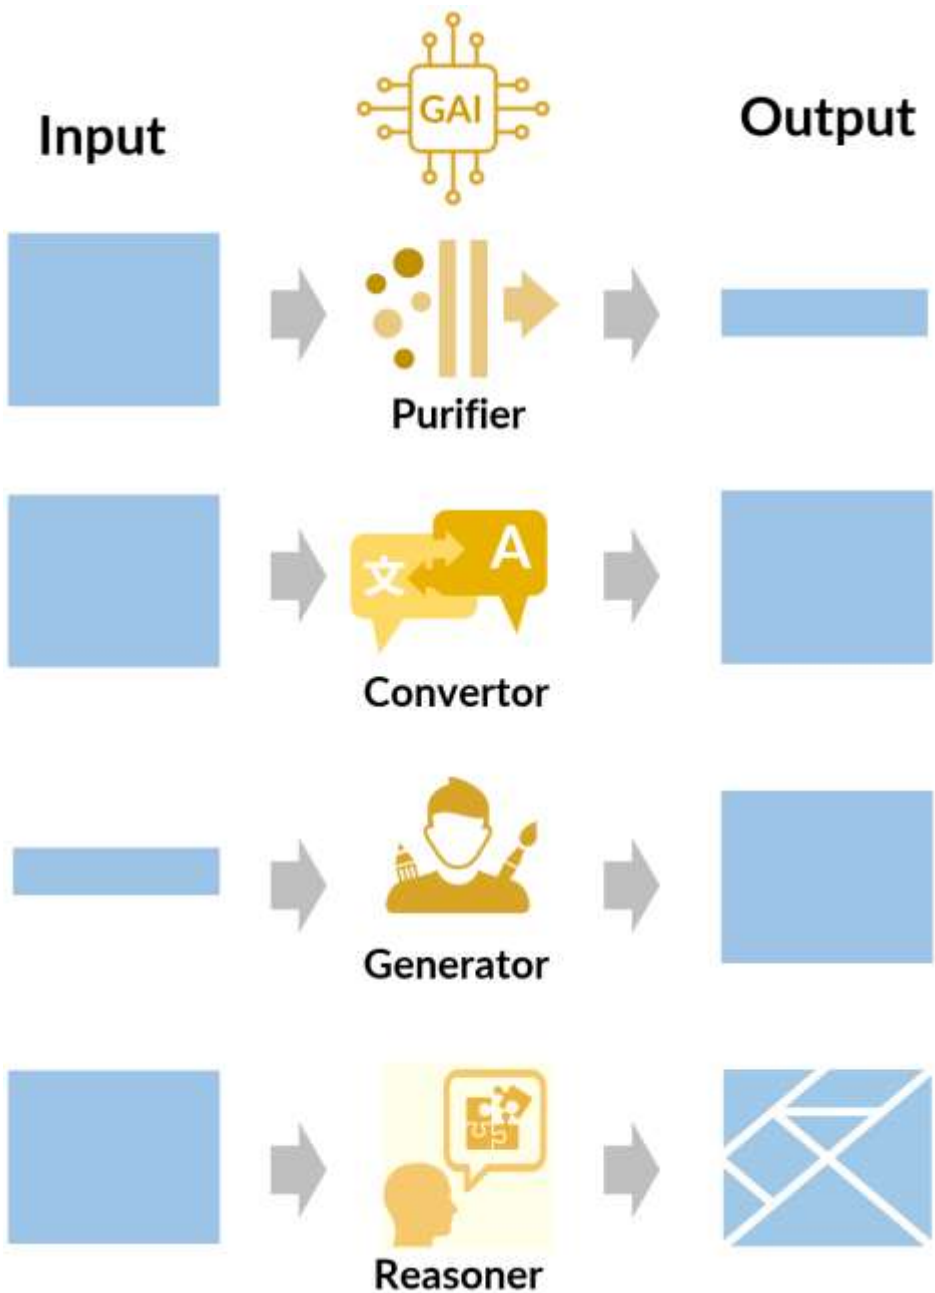 GAI
Input
Output
Purifier
文
A
Convertor
Generator
Reasoner